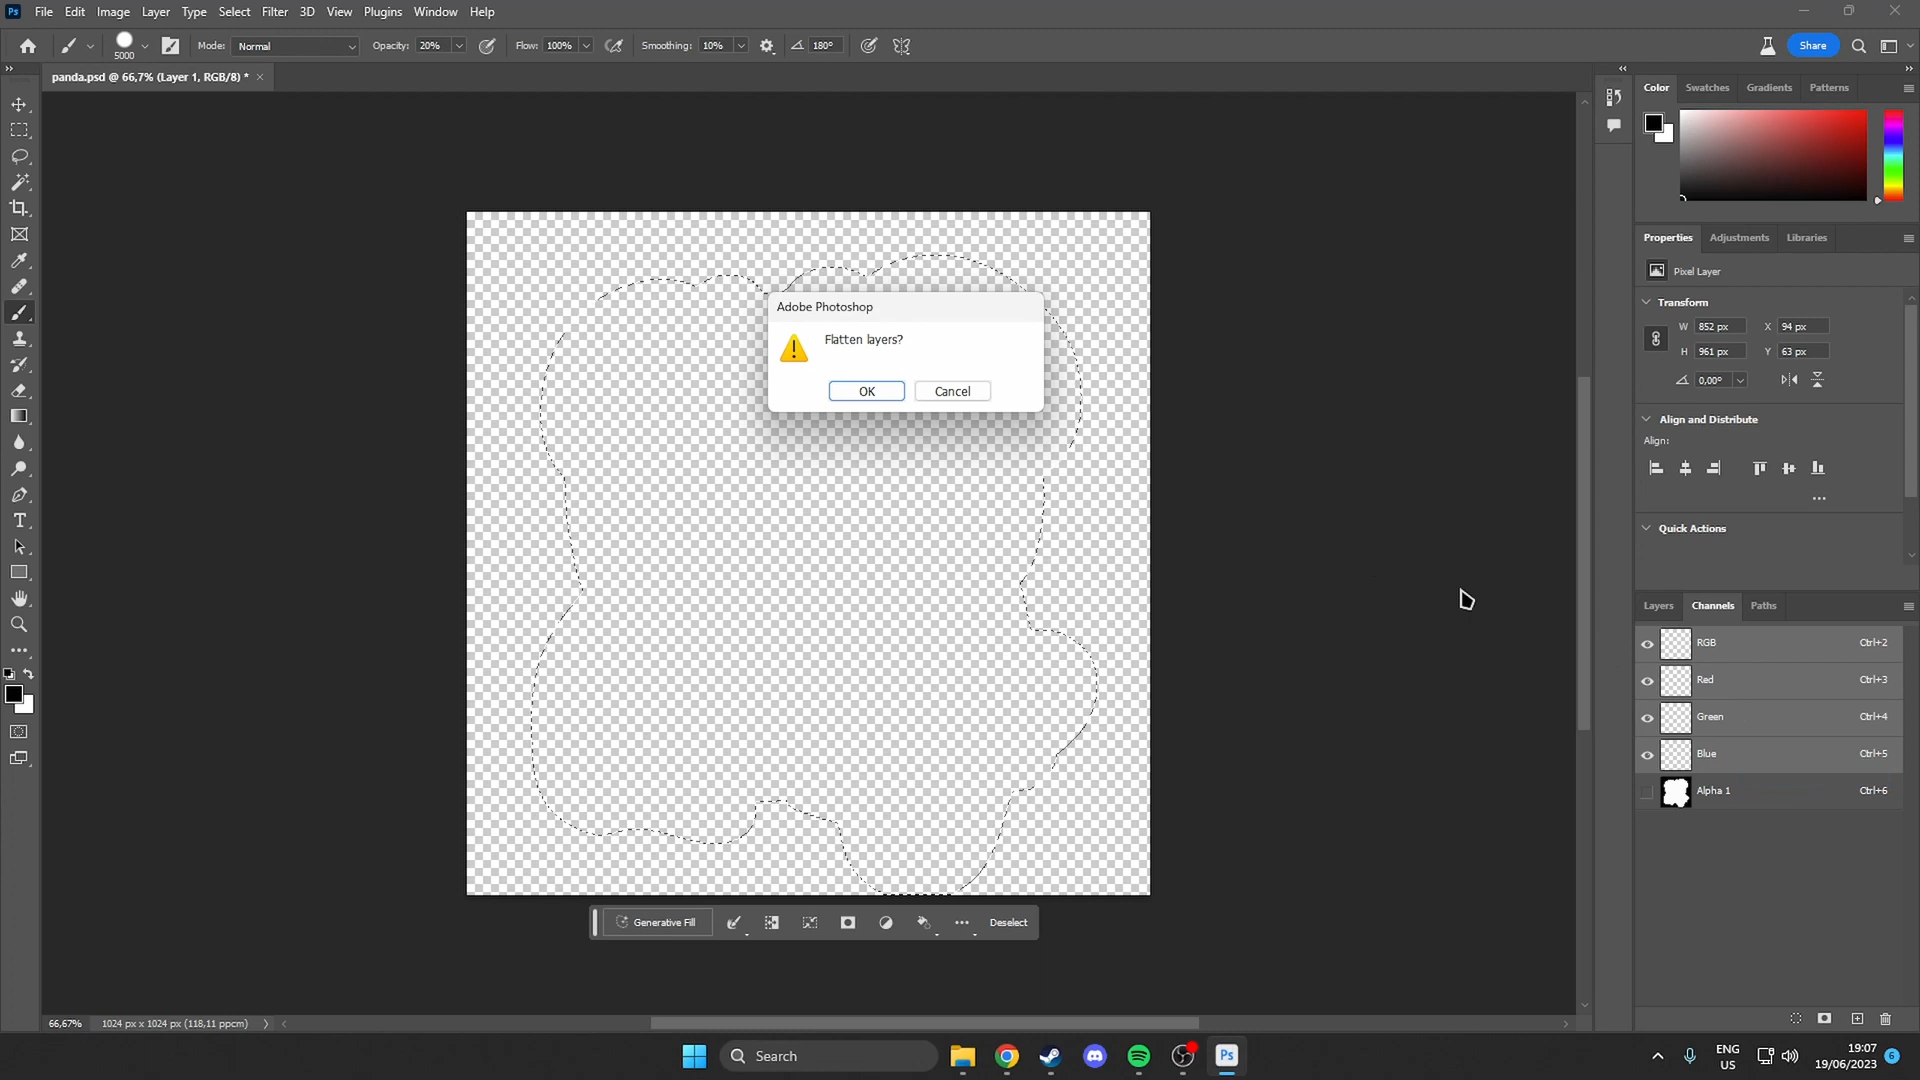 Ps File Edit Image Layer Type Select Filter 3D View Plugins Window Help
5000 Mode: Normal Opacity: 20% Flow: 100% Smoothing: 10% 180° Share
panda.psd @ 66,7% (Layer 1, RGB/8) * ×
Color Swatches Gradients Patterns
Properties Adjustments Libraries
Pixel Layer
Transform
W 852 px X 94 px
H 961 px Y 63 px
0,00°
Align and Distribute
Align:
Quick Actions
Adobe Photoshop
Flatten layers?
OK Cancel
Layers Channels Paths
RGB Ctrl+2
Red Ctrl+3
Green Ctrl+4
Blue Ctrl+5
Alpha 1 Ctrl+6
Generative Fill Deselect
66,67% 1024 px x 1024 px (118,11 ppcm)
Search
Ps
ENG
US
19:07
19/06/2023
6